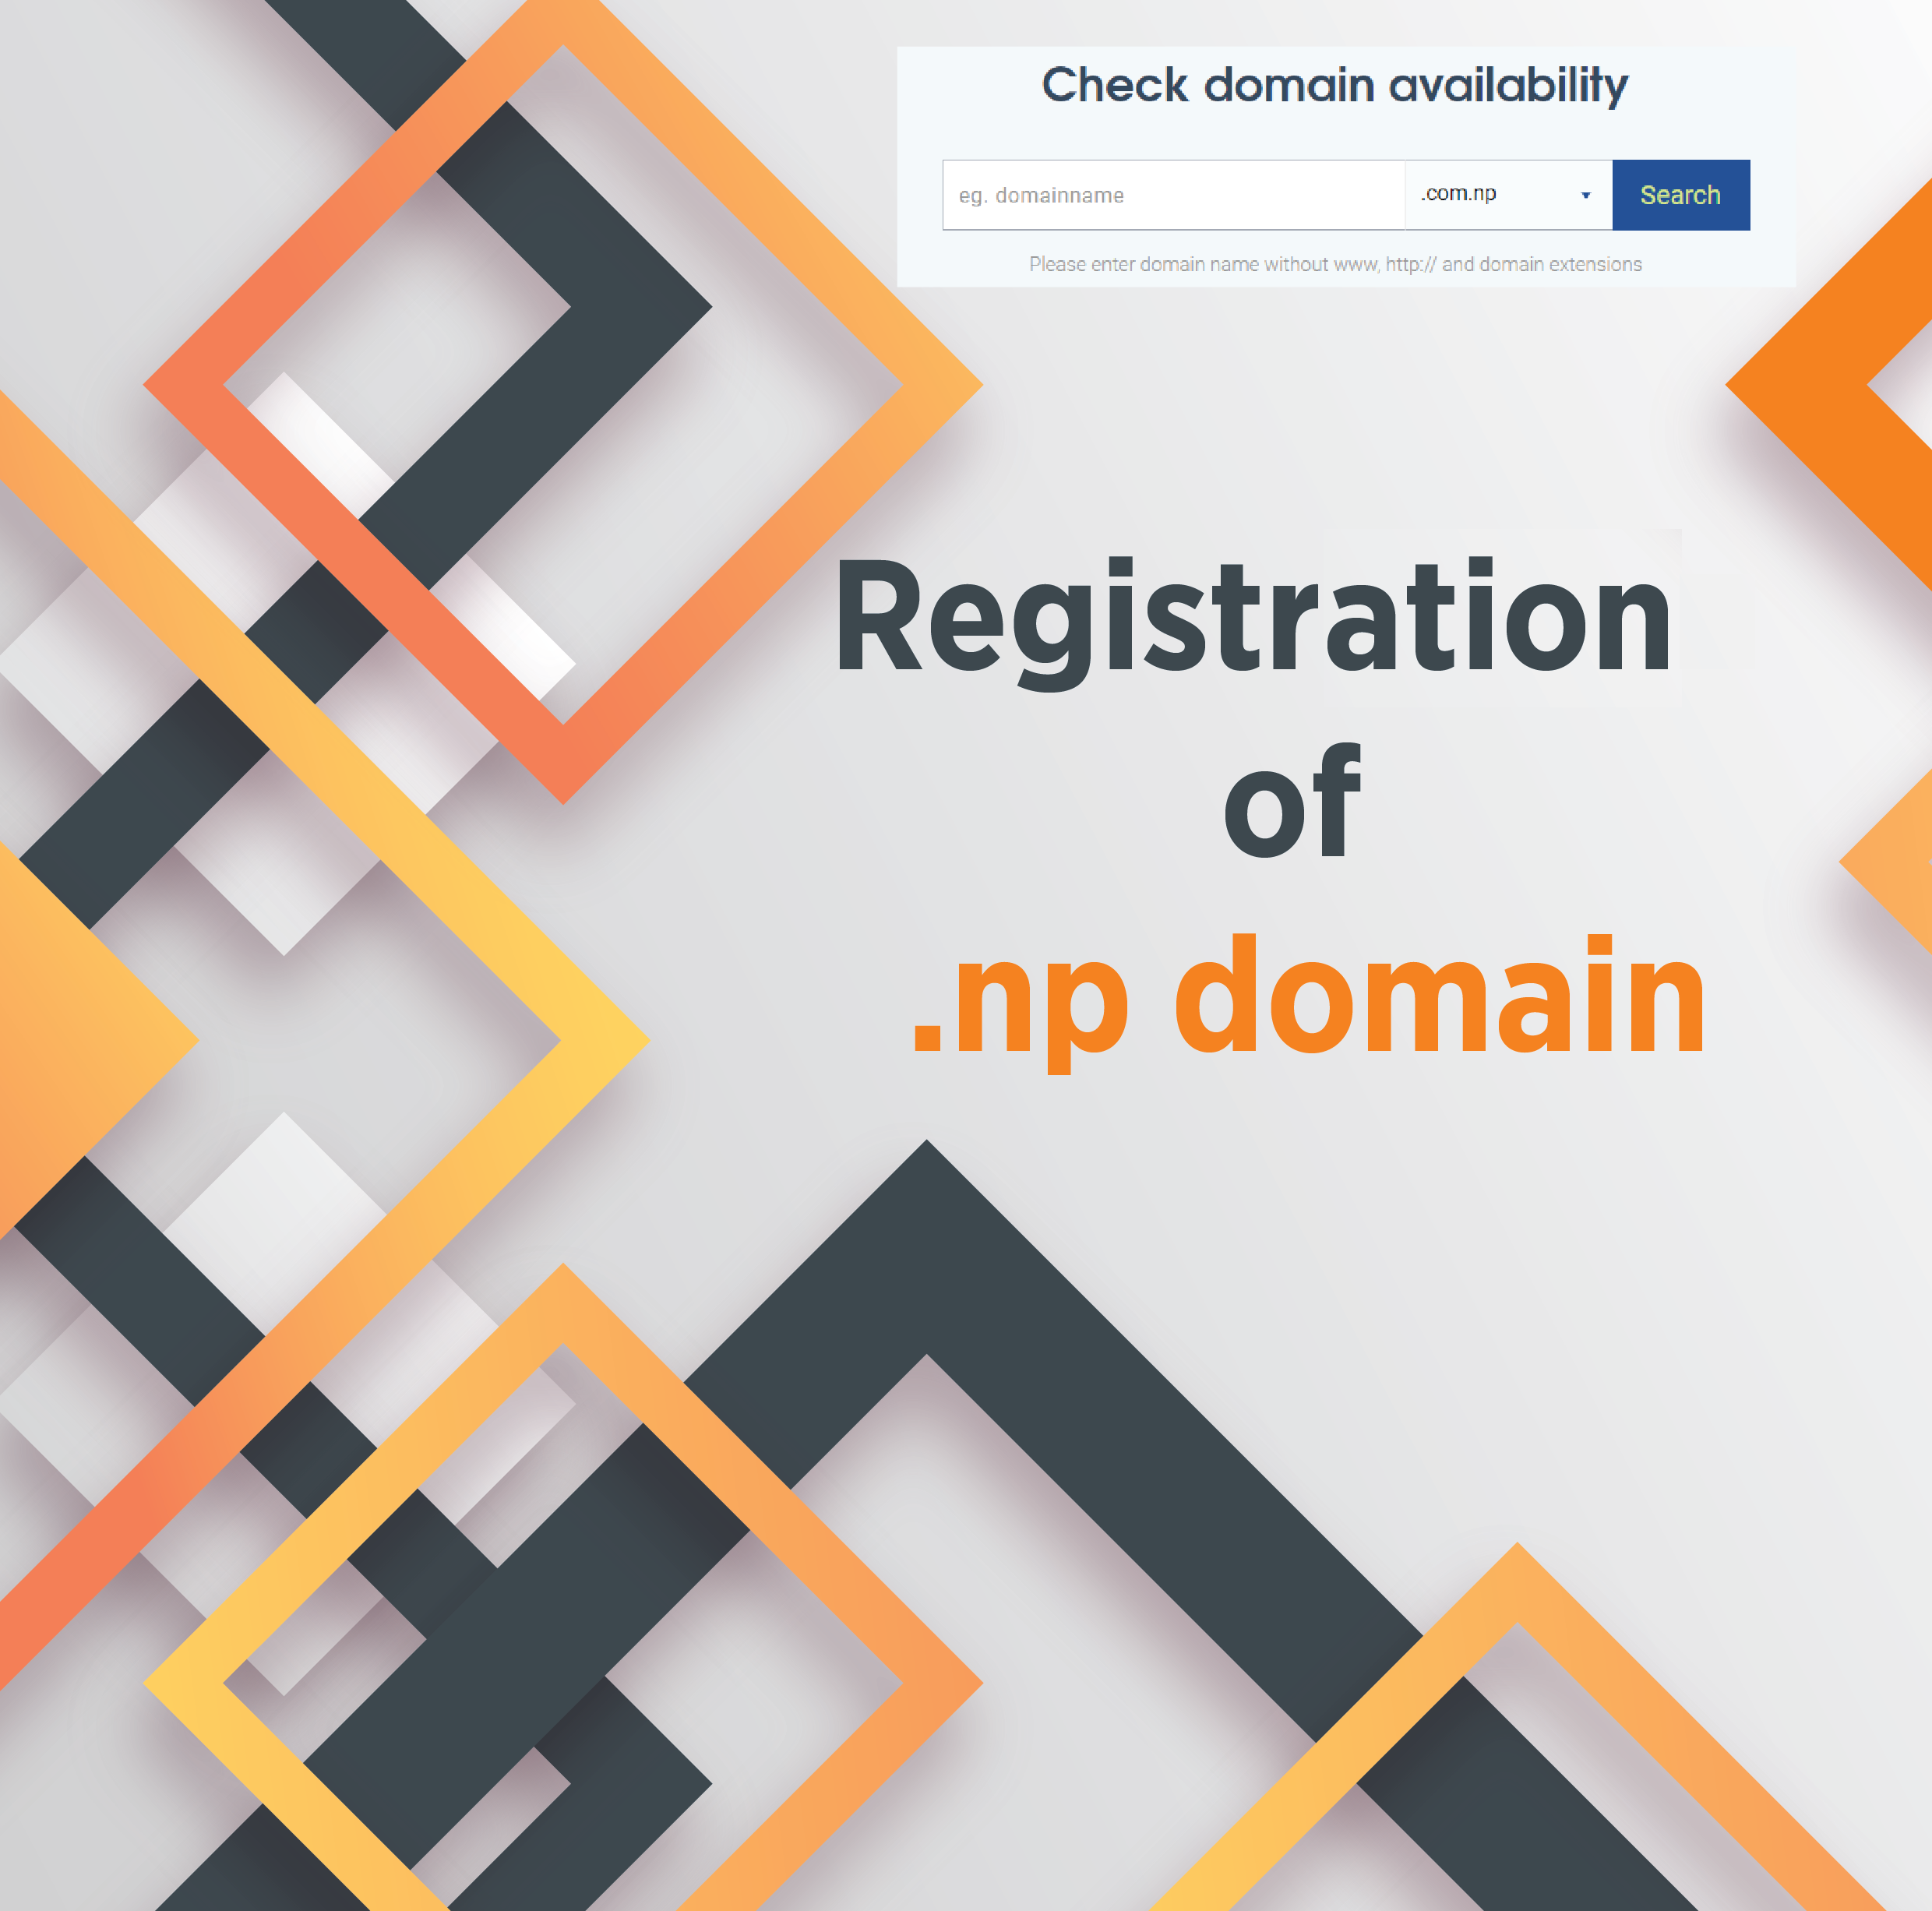 Check domain availability
eg. domainname
.com.np
Search
Please enter domain name without www, http:// and domain extensions
Registration
of
.np domain